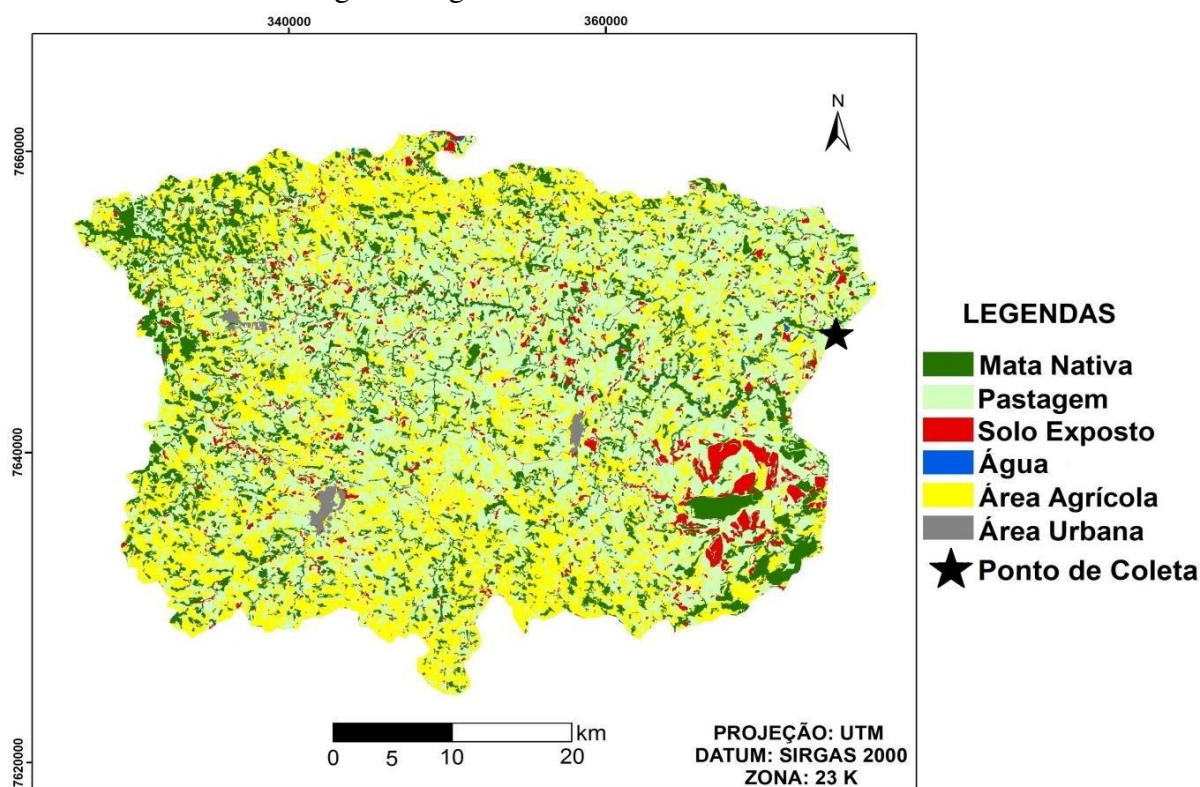 340000
360000
7660000
7640000
7620000
N
LEGENDAS
Mata Nativa
Pastagem
Solo Exposto
Água
Área Agrícola
Área Urbana
Ponto de Coleta
km
0 5 10 20
PROJEÇÃO: UTM
DATUM: SIRGAS 2000
ZONA: 23 K